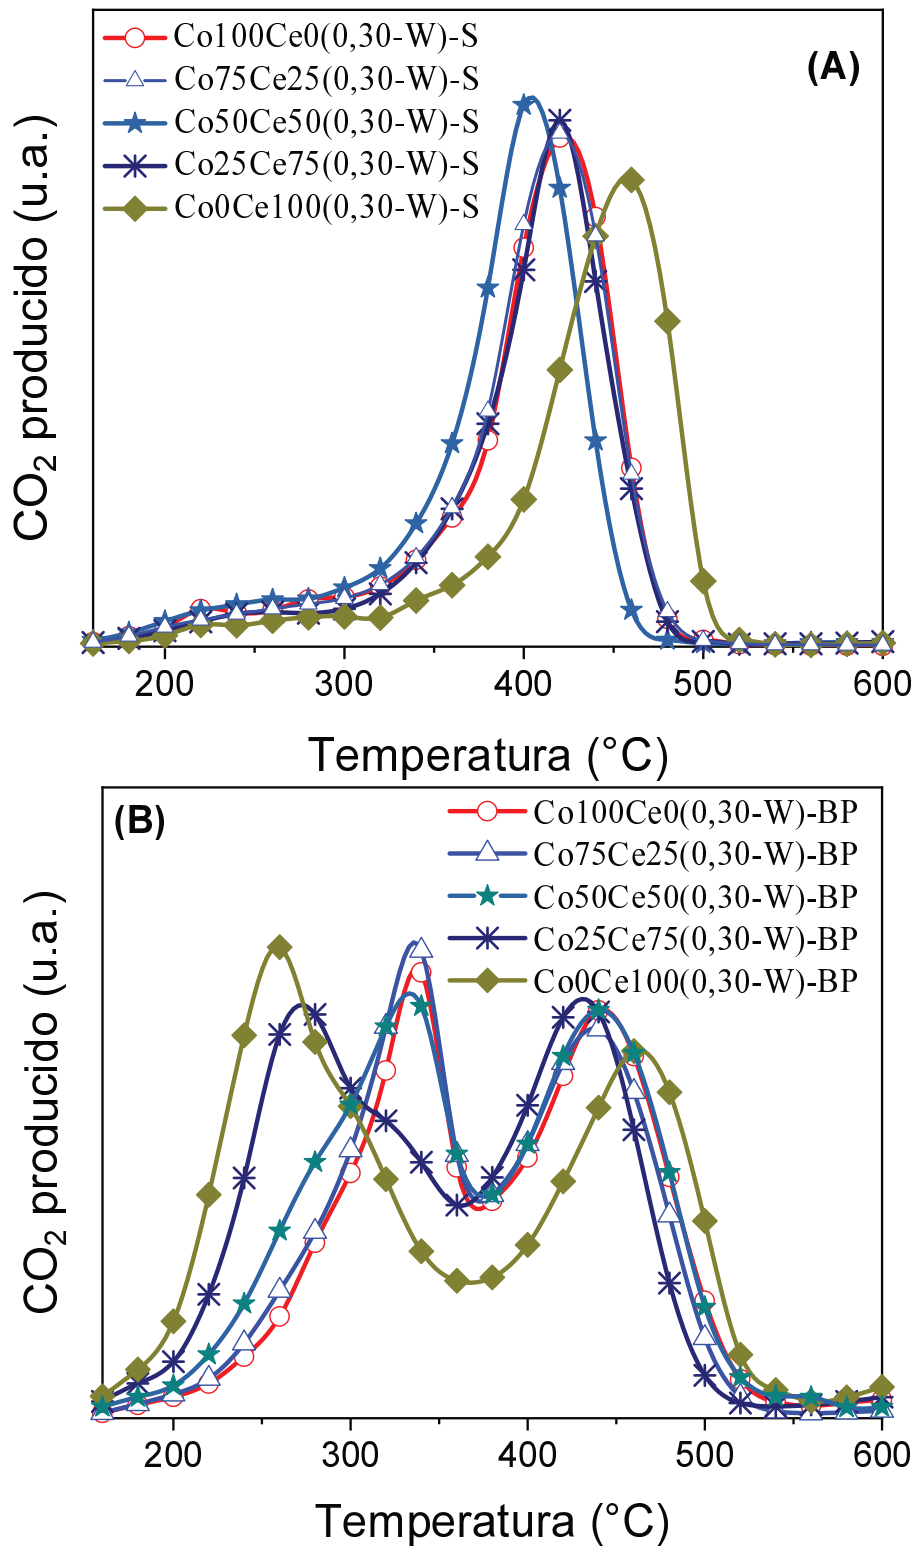 Co100Ce0(0,30-W)-S
Co75Ce25(0,30-W)-S
Co50Ce50(0,30-W)-S
Co25Ce75(0,30-W)-S
Co0Ce100(0,30-W)-S
(A)
CO₂ producido (u.a.)
200 300 400 500 600
Temperatura (°C)
(B)
Co100Ce0(0,30-W)-BP
Co75Ce25(0,30-W)-BP
Co50Ce50(0,30-W)-BP
Co25Ce75(0,30-W)-BP
Co0Ce100(0,30-W)-BP
CO₂ producido (u.a.)
200 300 400 500 600
Temperatura (°C)